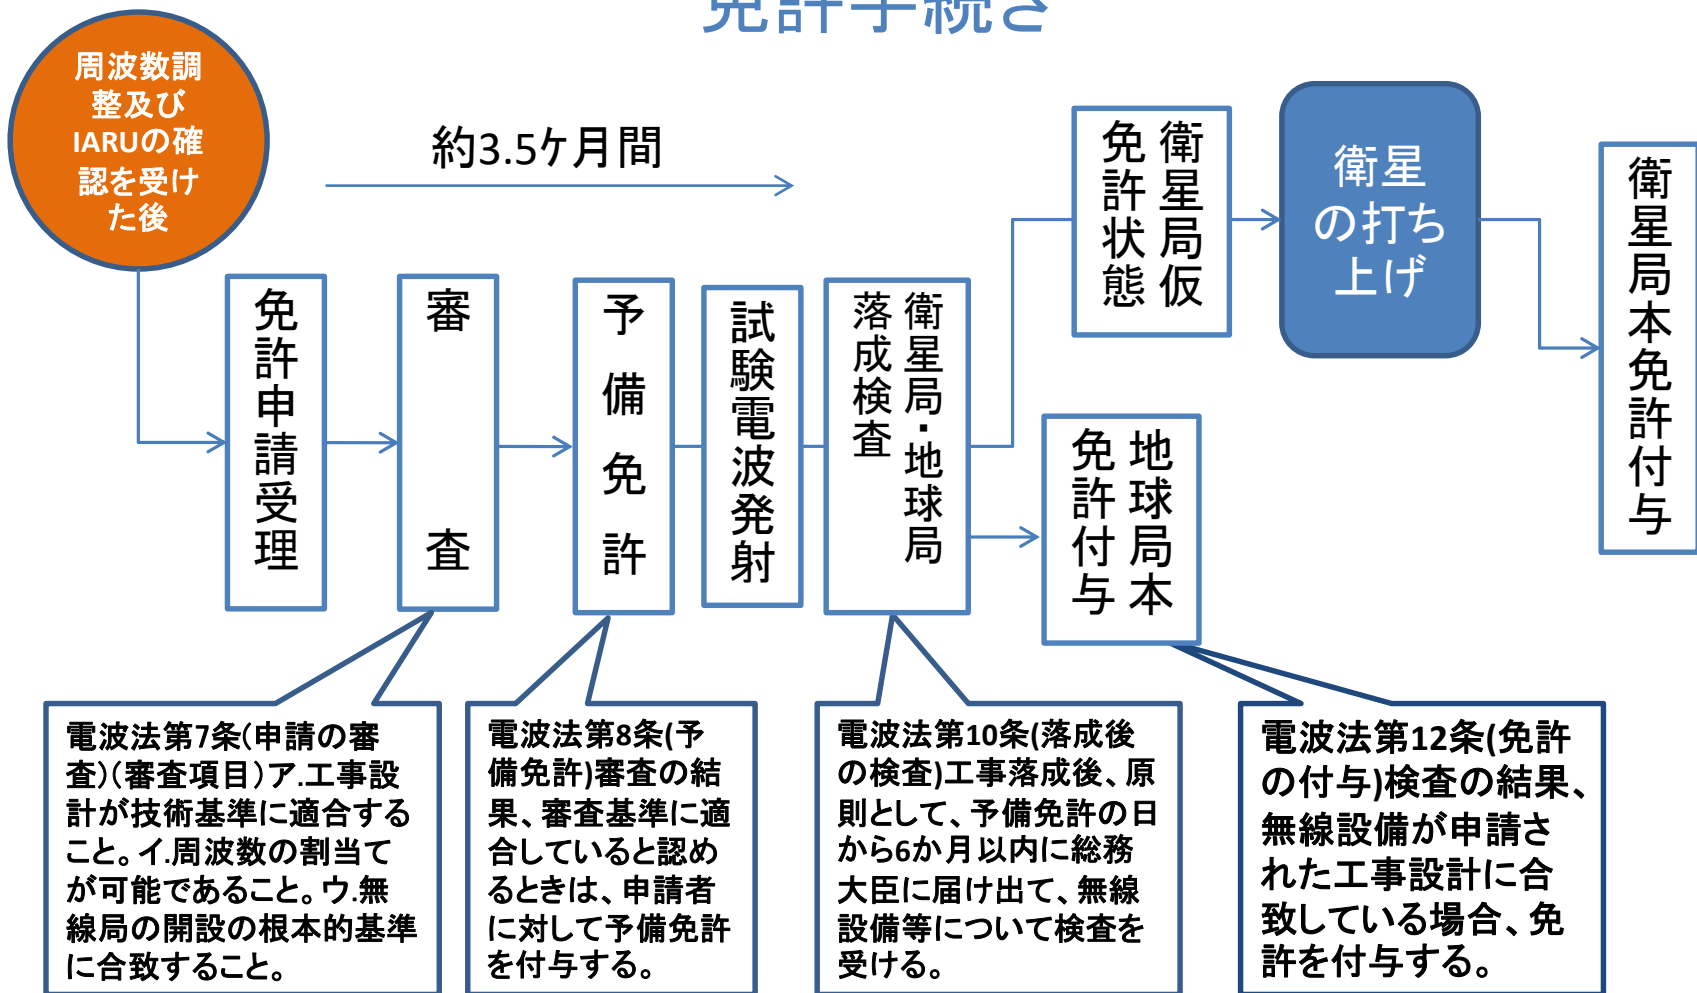 免許手続き
周波数調
整及び
IARUの確
認を受け
た後
約3.5ケ月間
免許申請受理
審査
予備免許
試験電波発射
衛星局・地球局
落成検査
衛星局仮
免許状態
衛星
の打ち
上げ
衛星局本免許付与
地球局本
免許付与
電波法第7条(申請の審
査)(審査項目)ア.工事設
計が技術基準に適合する
こと。イ.周波数の割当て
が可能であること。ウ.無
線局の開設の根本的基準
に合致すること。
電波法第8条(予
備免許)審査の結
果、審査基準に適
合していると認め
るときは、申請者
に対して予備免許
を付与する。
電波法第10条(落成後
の検査)工事落成後、原
則として、予備免許の日
から6か月以内に総務
大臣に届け出て、無線
設備等について検査を
受ける。
電波法第12条(免許
の付与)検査の結果、
無線設備が申請さ
れた工事設計に合
致している場合、免
許を付与する。